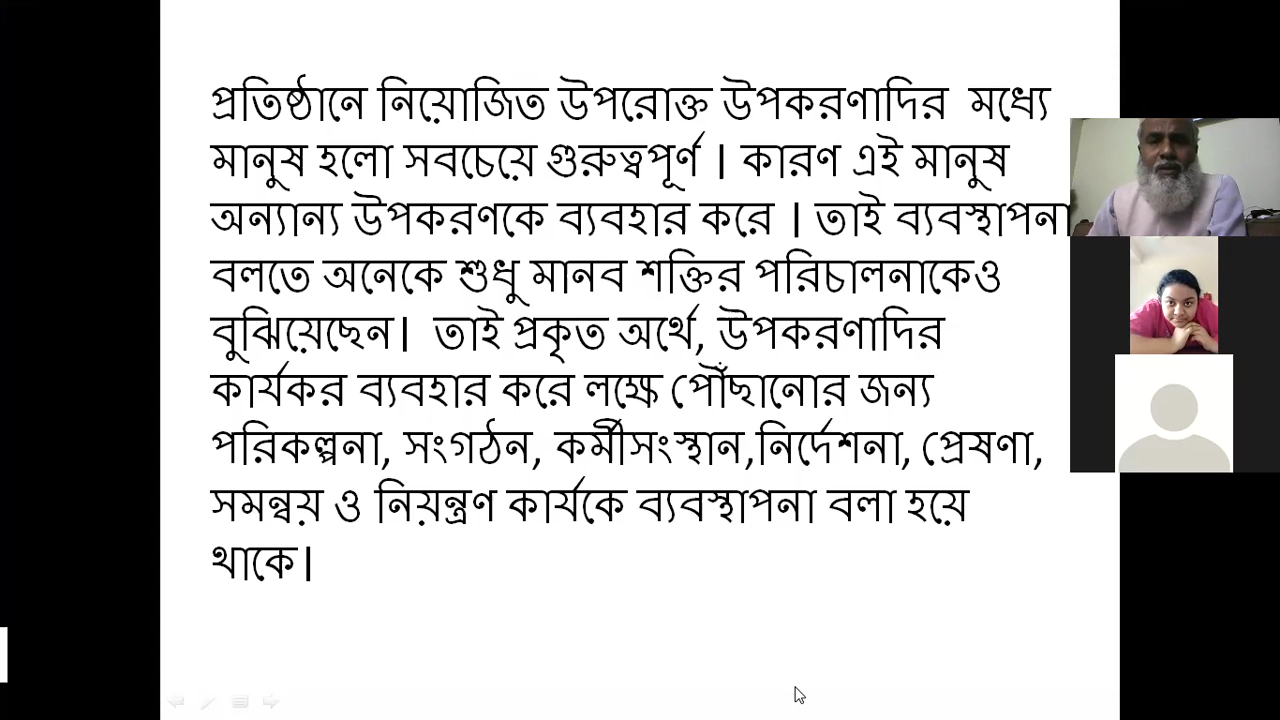 প্রতিষ্ঠানে নিয়োজিত উপরোক্ত উপকরণাদির মধ্যে
মানুষ হলো সবচেয়ে গুরুত্বপূর্ণ । কারণ এই মানুষ
অন্যান্য উপকরণকে ব্যবহার করে । তাই ব্যবস্থাপনা
বলতে অনেকে শুধু মানব শক্তির পরিচালনাকেও
বুঝিয়েছেন। তাই প্রকৃত অর্থে, উপকরণাদির
কার্যকর ব্যবহার করে লক্ষে পৌঁছানোর জন্য
পরিকল্পনা, সংগঠন, কর্মীসংস্থান,নির্দেশনা, প্রেষণা,
সমন্বয় ও নিয়ন্ত্রণ কার্যকে ব্যবস্থাপনা বলা হয়ে
থাকে।